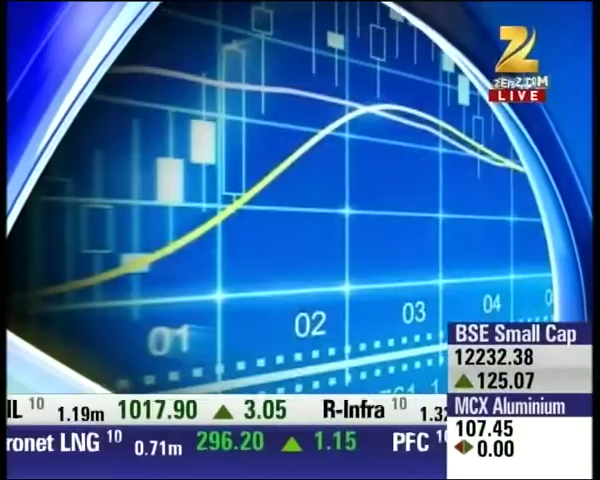 LIVE
01
02
03
04
BSE Small Cap
12232.38
125.07
MCX Aluminium
107.45
0.00
IL 10 1.19m 1017.90 3.05 R-Infra 10 1.32
ronet LNG 10 0.71m 296.20 1.15 PFC